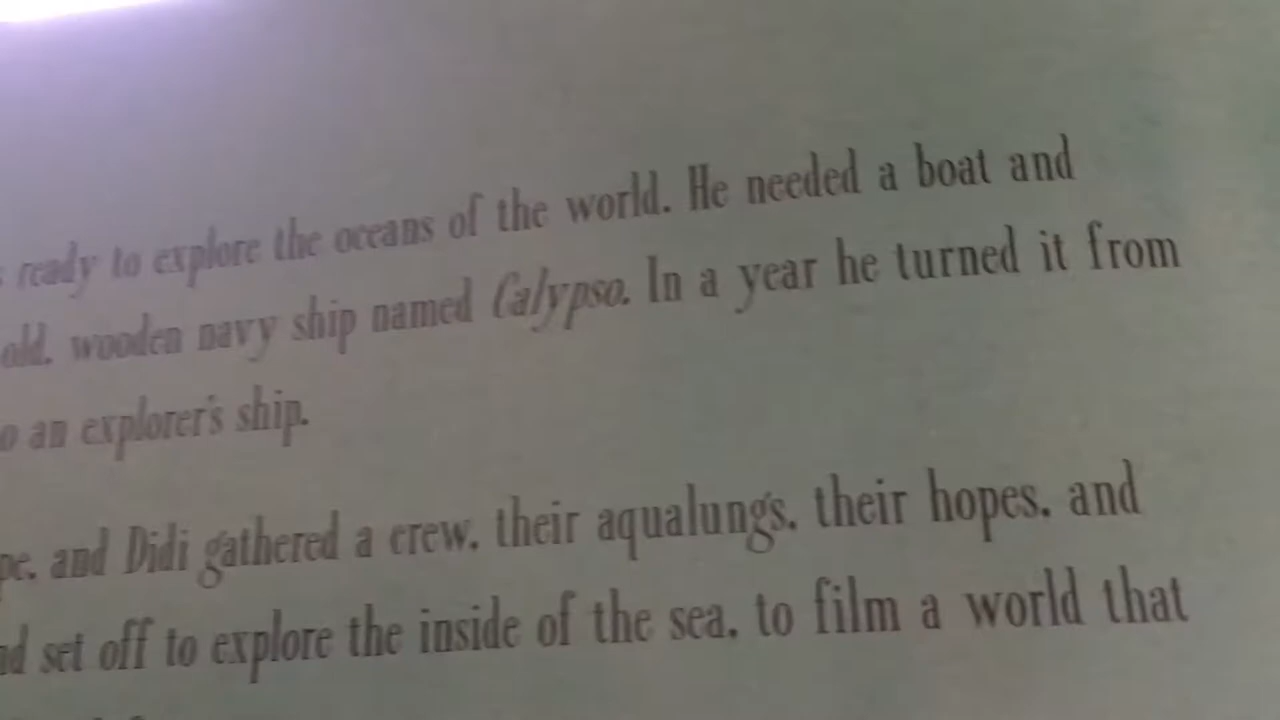 ready to explore the oceans of the world. He needed a boat and
old, wooden navy ship named Calypso. In a year he turned it from
an explorer's ship.
and Didi gathered a crew, their aqualungs, their hopes, and
set off to explore the inside of the sea, to film a world that